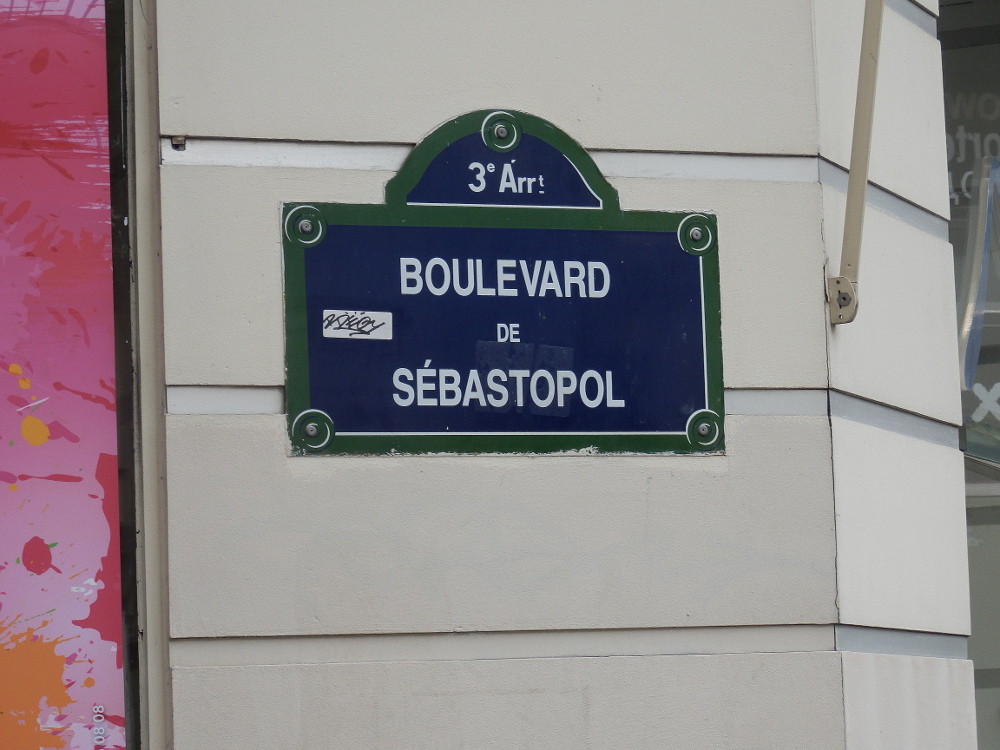 3e Arrt
BOULEVARD
DE
SÉBASTOPOL